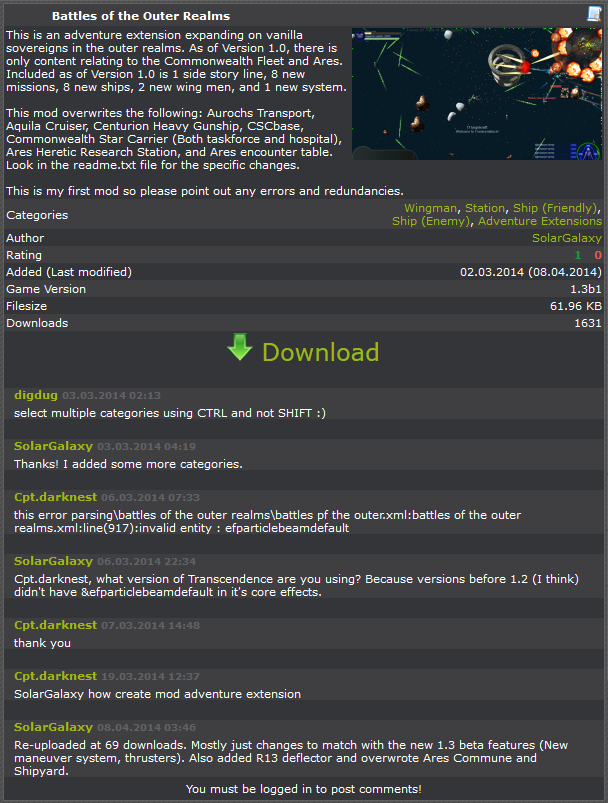 Battles of the Outer Realms
This is an adventure extension expanding on vanilla
sovereigns in the outer realms. As of Version 1.0, there is
only content relating to the Commonwealth Fleet and Ares.
Included as of Version 1.0 is 1 side story line, 8 new
missions, 8 new ships, 2 new wing men, and 1 new system.
This mod overwrites the following: Aurochs Transport,
Aquila Cruiser, Centurion Heavy Gunship, CSCbase,
Commonwealth Star Carrier (Both taskforce and hospital),
Ares Heretic Research Station, and Ares encounter table.
Look in the readme.txt file for the specific changes.
This is my first mod so please point out any errors and redundancies.
Categories
Wingman, Station, Ship (Friendly),
Ship (Enemy), Adventure Extensions
Author SolarGalaxy
Rating 1 0
Added (Last modified) 02.03.2014 (08.04.2014)
Game Version 1.3b1
Filesize 61.96 KB
Downloads 1631
Download
digdug 03.03.2014 02:13
select multiple categories using CTRL and not SHIFT :)
SolarGalaxy 03.03.2014 04:19
Thanks! I added some more categories.
Cpt.darknest 06.03.2014 07:33
this error parsing\battles of the outer realms\battles pf the outer.xml:battles of the outer
realms.xml:line(917):invalid entity : efparticlebeamdefault
SolarGalaxy 06.03.2014 22:34
Cpt.darknest, what version of Transcendence are you using? Because versions before 1.2 (I think)
didn't have &efparticlebeamdefault in it's core effects.
Cpt.darknest 07.03.2014 14:48
thank you
Cpt.darknest 19.03.2014 12:37
SolarGalaxy how create mod adventure extension
SolarGalaxy 08.04.2014 03:46
Re-uploaded at 69 downloads. Mostly just changes to match with the new 1.3 beta features (New
maneuver system, thrusters). Also added R13 deflector and overwrote Ares Commune and
Shipyard.
You must be logged in to post comments!